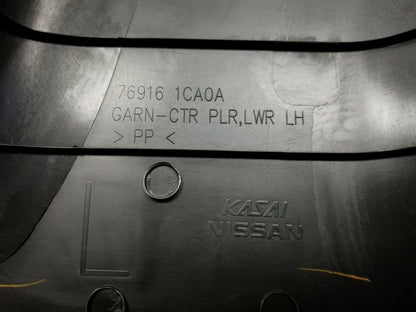 76916 1CA0A
GARN-CTR PLR,LWR LH
> PP <
L
KASAI
NISSAN